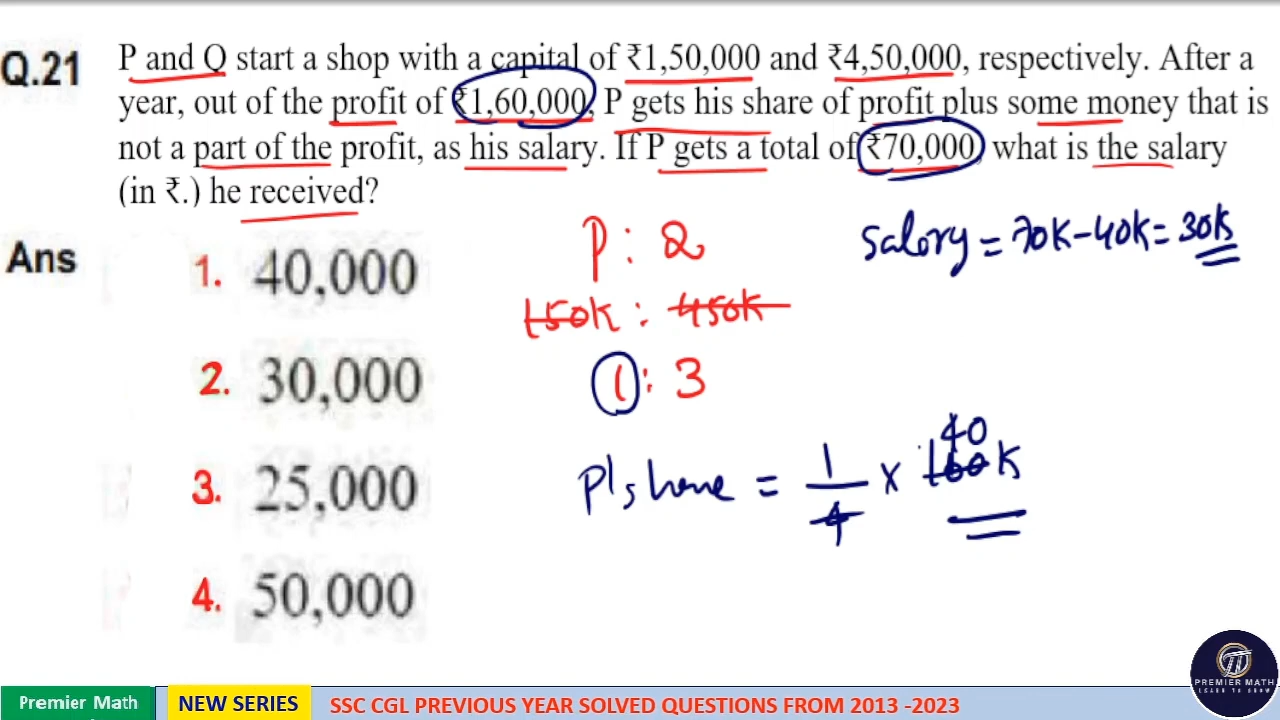 Q.21 P and Q start a shop with a capital of ₹1,50,000 and ₹4,50,000, respectively. After a
year, out of the profit of ₹1,60,000, P gets his share of profit plus some money that is
not a part of the profit, as his salary. If P gets a total of ₹70,000, what is the salary
(in ₹.) he received?
Ans
1. 40,000
2. 30,000
3. 25,000
4. 50,000
P : Q
150K : 450K
1 : 3
P's share = 1/4 × 160K
40
Salary = 70K - 40K = 30K
PREMIER MATH
LEARN TO GROW
Premier Math
NEW SERIES
SSC CGL PREVIOUS YEAR SOLVED QUESTIONS FROM 2013 -2023